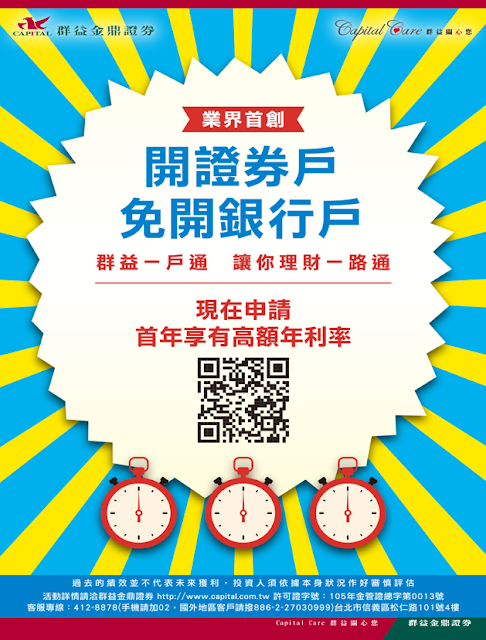 CAPITAL 群益金鼎證券
Capital Care 群益關心您
業界首創
開證券戶
免開銀行戶
群益一戶通 讓你理財一路通
現在申請
首年享有高額年利率
過去的績效並不代表未來獲利，投資人須依據本身狀況作好審慎評估
活動詳情請洽群益金鼎證券 http://www.capital.com.tw 許可證字號：105年金管證總字第0013號
客服專線：412-8878(手機請加02，國外地區客戶請撥886-2-27030999)台北市信義區松仁路101號4樓
Capital Care 群益關心您 群益金鼎證券